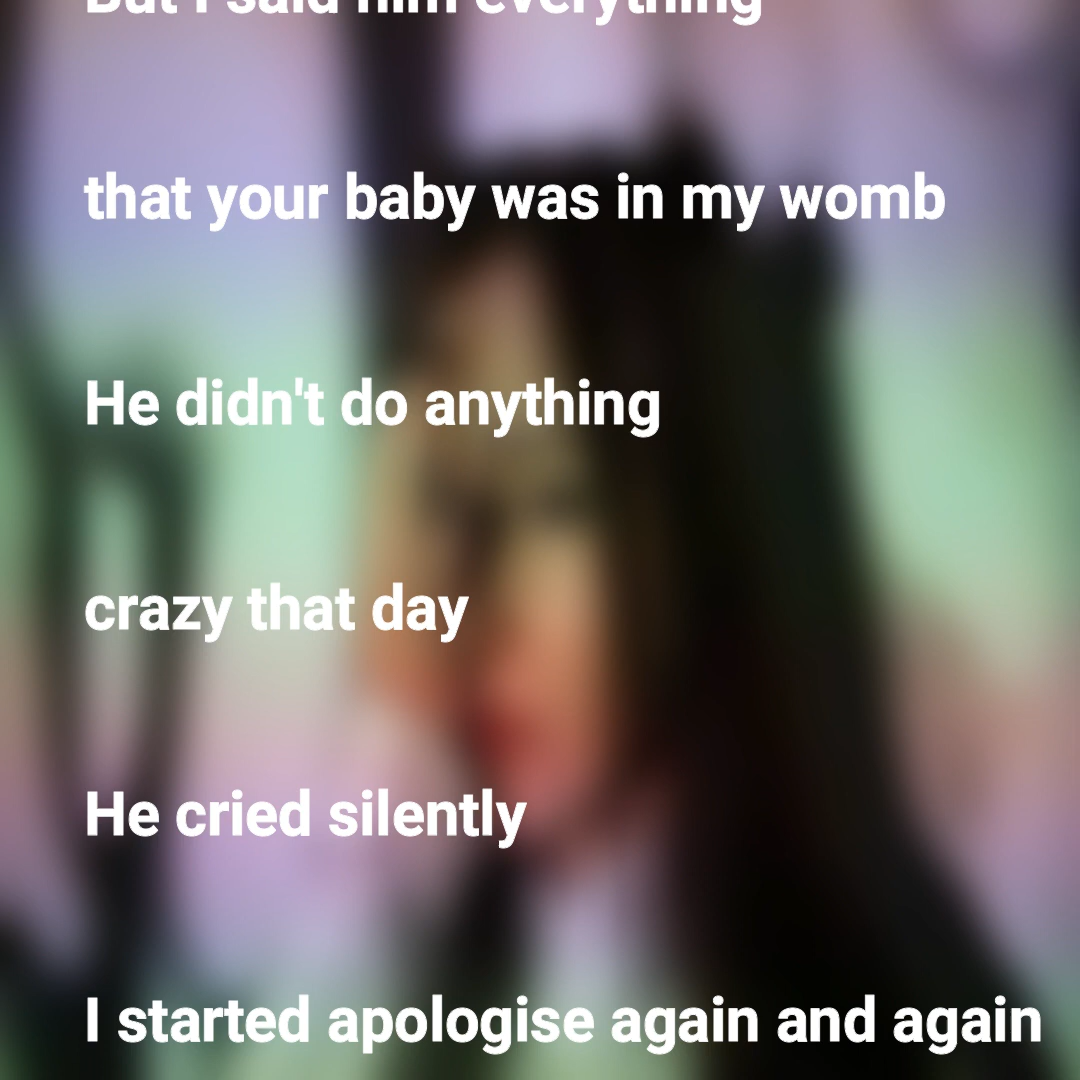 But I said him everything
that your baby was in my womb
He didn't do anything
crazy that day
He cried silently
I started apologise again and again